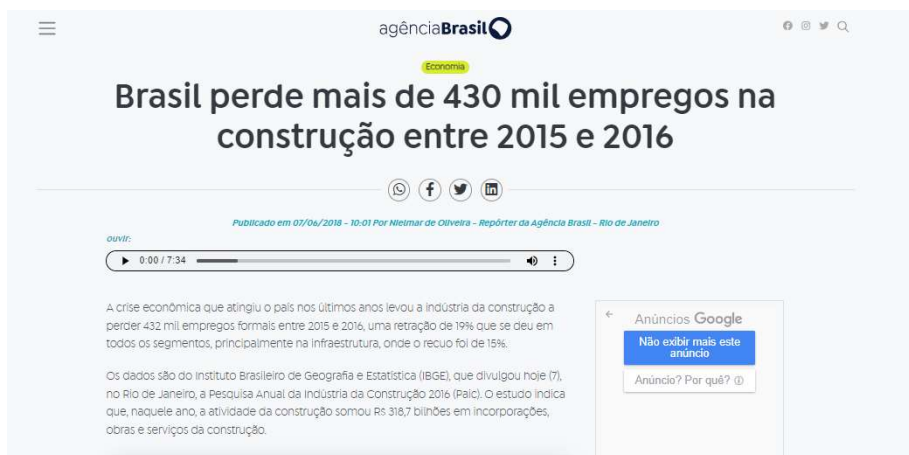 agênciaBrasil
Economia
Brasil perde mais de 430 mil empregos na
construção entre 2015 e 2016
Publicado em 07/06/2018 - 10:01 Por Nielmar de Oliveira - Repórter da Agência Brasil - Rio de Janeiro
ouvir:
0:00 / 7:34
A crise econômica que atingiu o país nos últimos anos levou a indústria da construção a
perder 432 mil empregos formais entre 2015 e 2016, uma retração de 19% que se deu em
todos os segmentos, principalmente na infraestrutura, onde o recuo foi de 15%.
Os dados são do Instituto Brasileiro de Geografia e Estatística (IBGE), que divulgou hoje (7),
no Rio de Janeiro, a Pesquisa Anual da Indústria da Construção 2016 (Paic). O estudo indica
que, naquele ano, a atividade da construção somou R$ 318,7 bilhões em incorporações,
obras e serviços da construção.
Anúncios Google
Não exibir mais este
anúncio
Anúncio? Por quê?